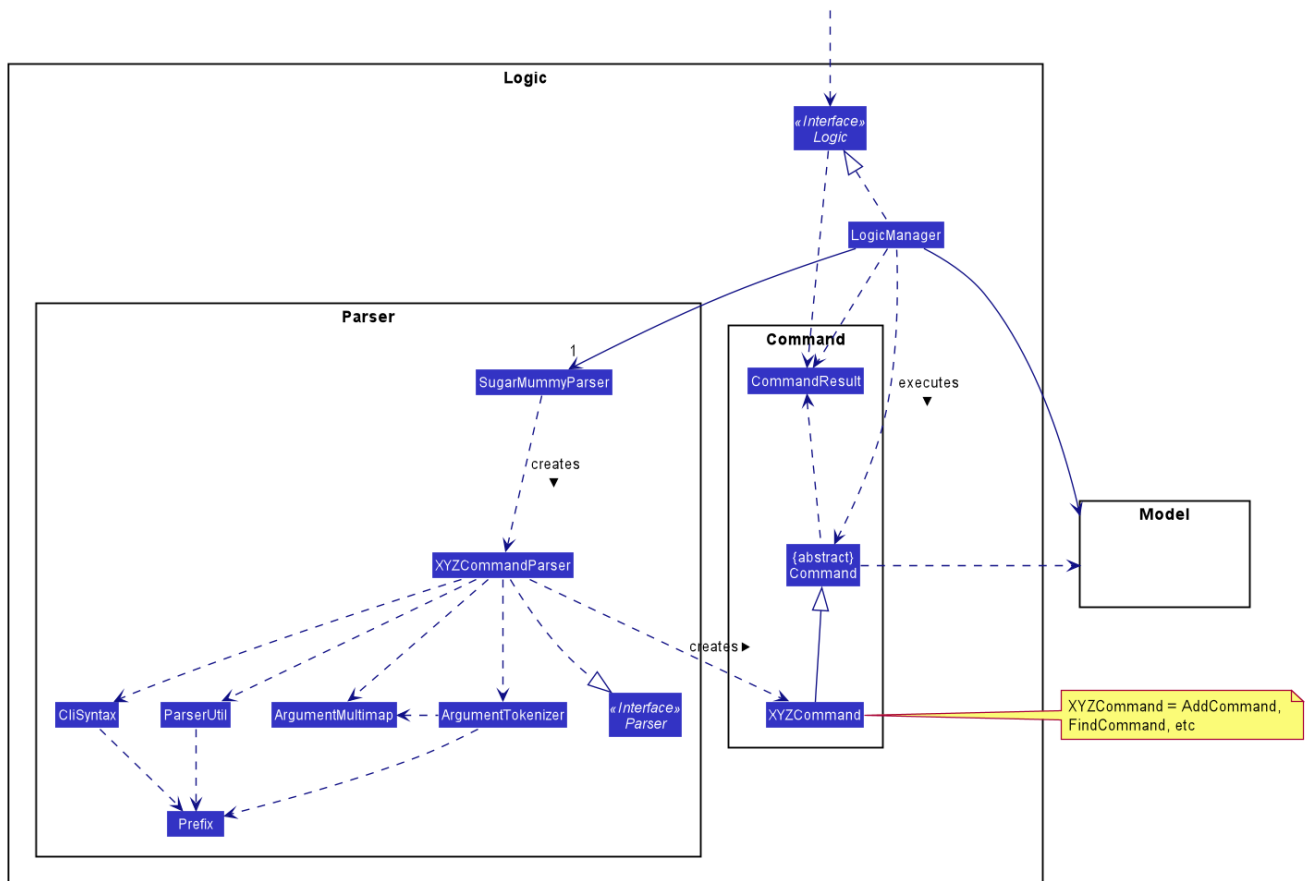 Logic
«Interface»
Logic
LogicManager
Parser
Command
1
SugarMummyParser
CommandResult
executes
▼
creates
▼
Model
XYZCommandParser
{abstract}
Command
creates ►
CliSyntax
ParserUtil
ArgumentMultimap
ArgumentTokenizer
«Interface»
Parser
XYZCommand
XYZCommand = AddCommand,
FindCommand, etc
Prefix